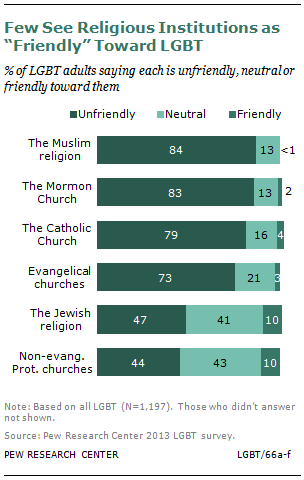 Few See Religious Institutions as
“Friendly” Toward LGBT
% of LGBT adults saying each is unfriendly, neutral or
friendly toward them
Unfriendly Neutral Friendly
The Muslim
religion
84 13 <1
The Mormon
Church
83 13 2
The Catholic
Church
79 16 4
Evangelical
churches
73 21 3
The Jewish
religion
47 41 10
Non-evang.
Prot. churches
44 43 10
Note: Based on all LGBT (N=1,197). Those who didn’t answer
not shown.
Source: Pew Research Center 2013 LGBT survey.
PEW RESEARCH CENTER LGBT/66a-f